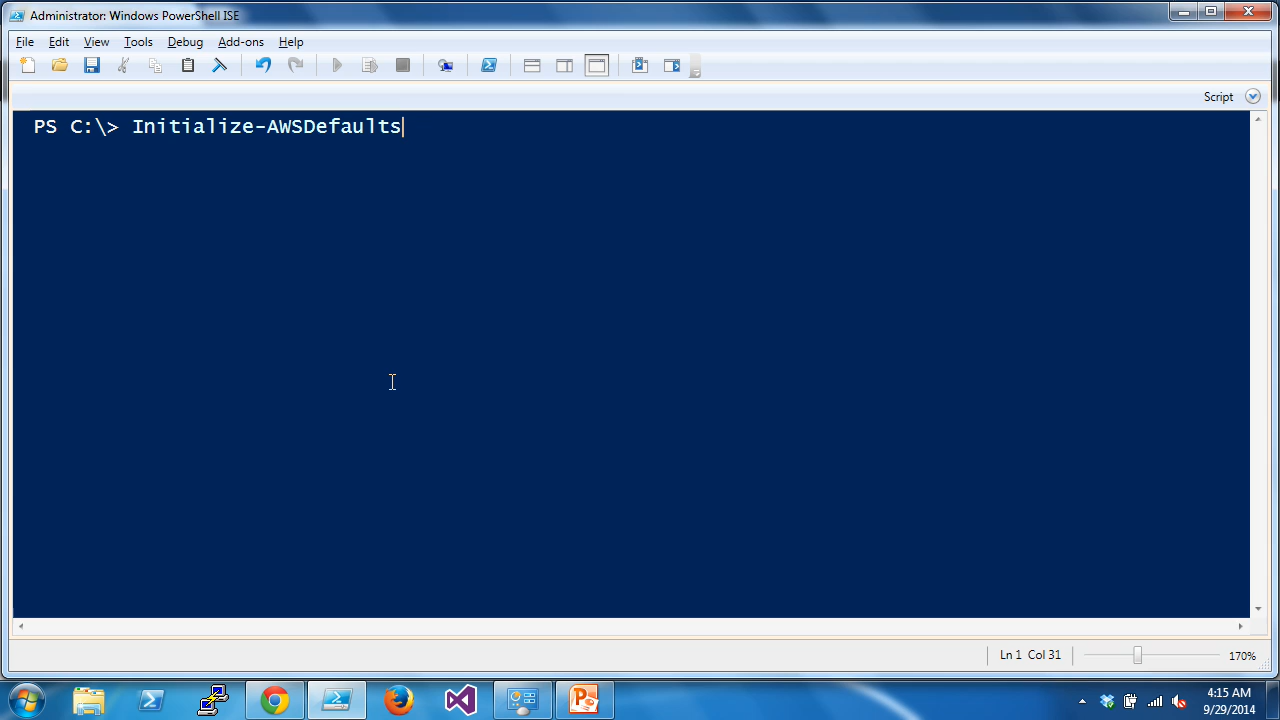 Administrator: Windows PowerShell ISE
File Edit View Tools Debug Add-ons Help
Script
PS C:\> Initialize-AWSDefaults
Ln 1 Col 31
170%
4:15 AM
9/29/2014